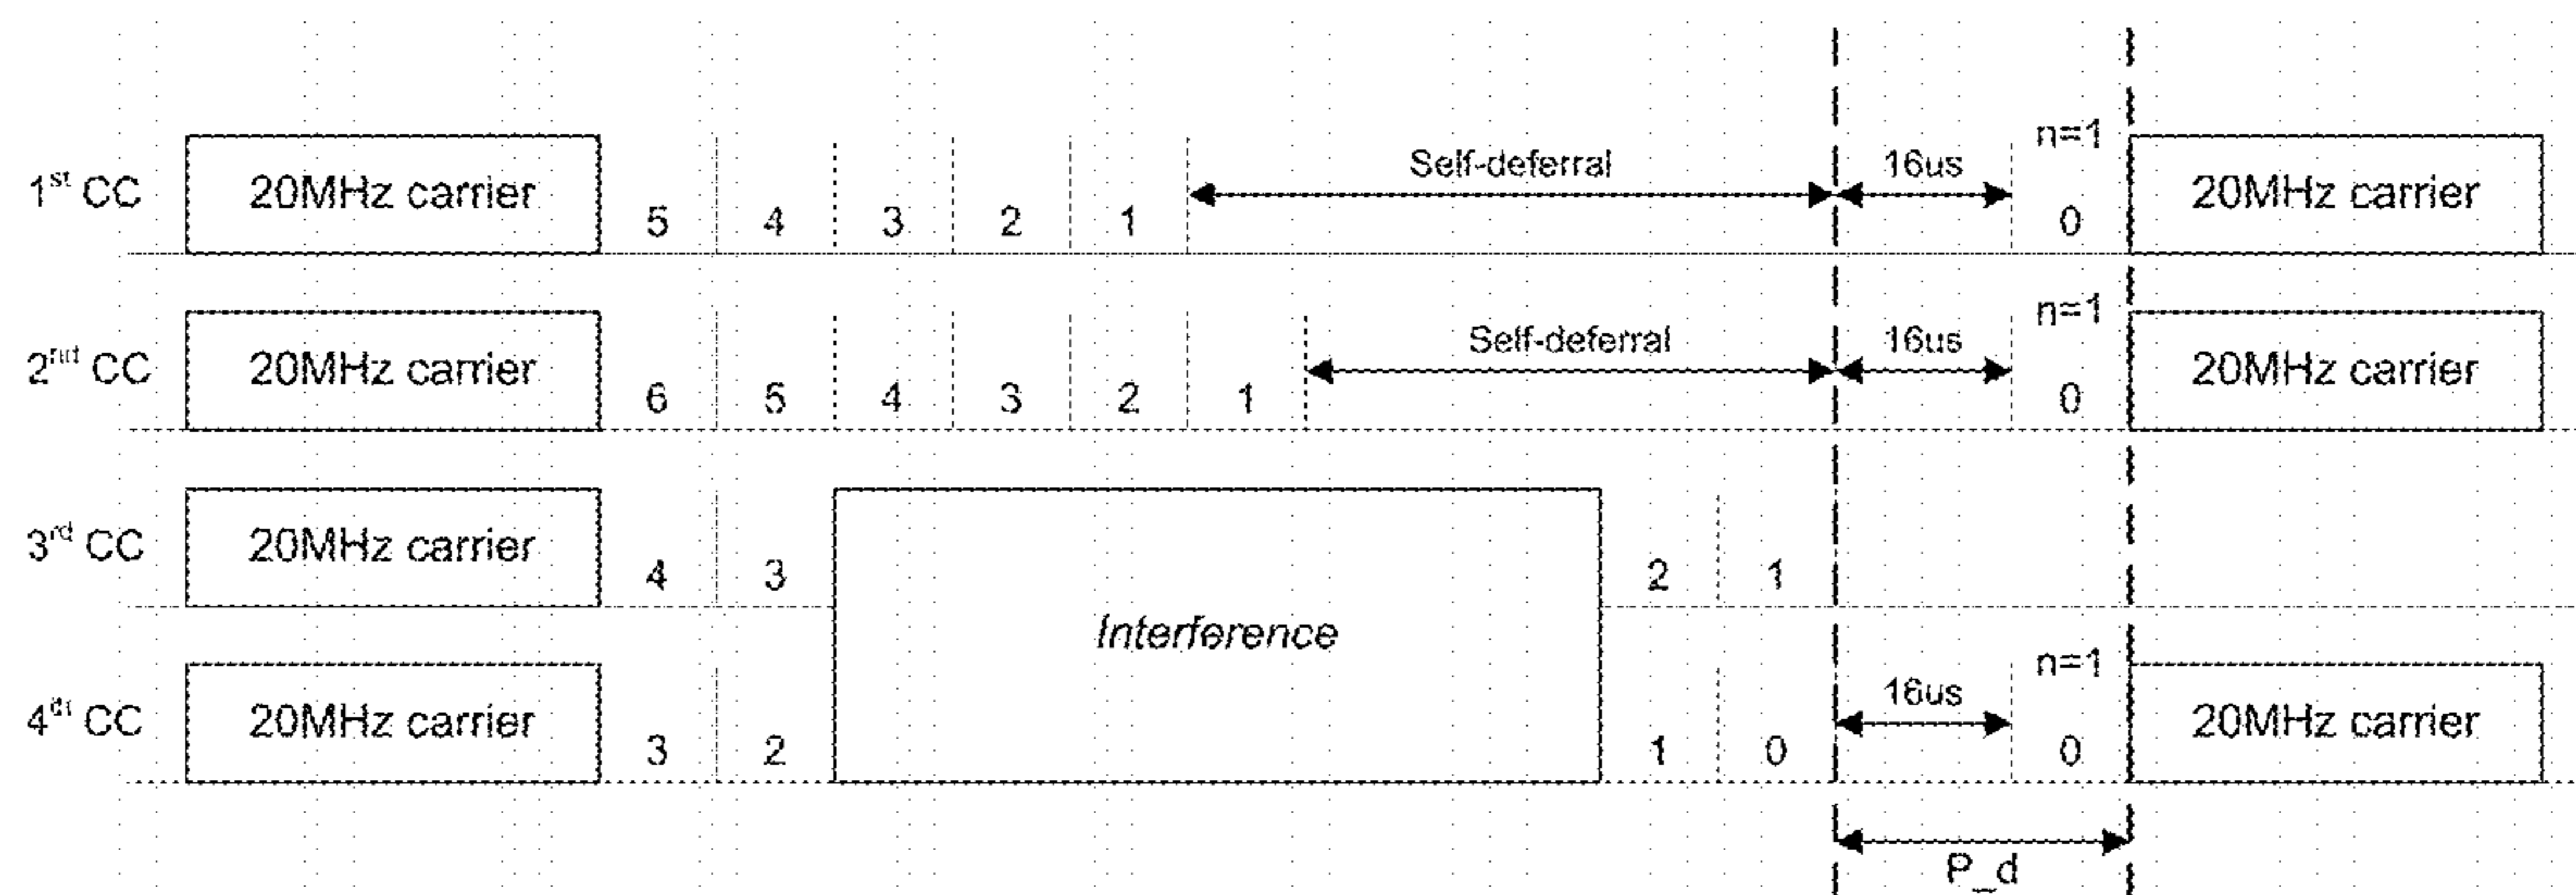 n=1
1st CC 20MHz carrier 5 4 3 2 1 Self-deferral 16us 0 20MHz carrier
n=1
2nd CC 20MHz carrier 6 5 4 3 2 1 Self-deferral 16us 0 20MHz carrier
3rd CC 20MHz carrier 4 3 2 1
Interference
n=1
4th CC 20MHz carrier 3 2 1 0 16us 0 20MHz carrier
P_d